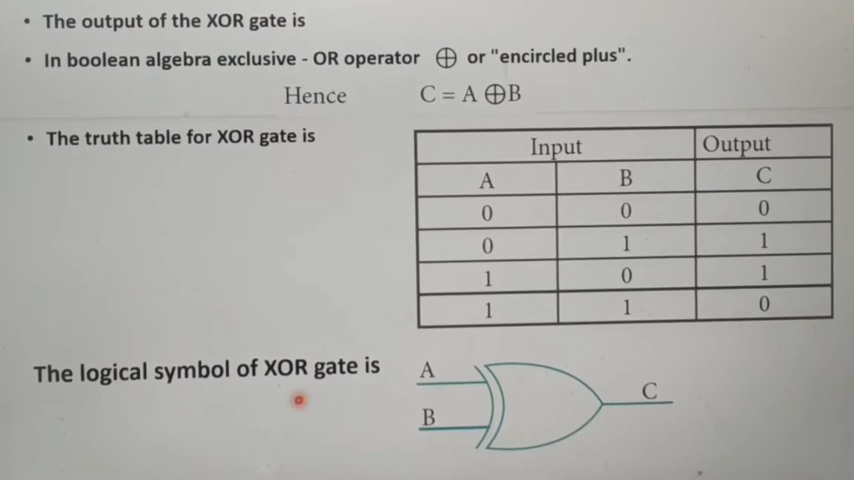 • The output of the XOR gate is
• In boolean algebra exclusive - OR operator ⊕ or "encircled plus".
Hence C = A ⊕B
• The truth table for XOR gate is
Input Output
A B C
0 0 0
0 1 1
1 0 1
1 1 0
The logical symbol of XOR gate is
A
B
C